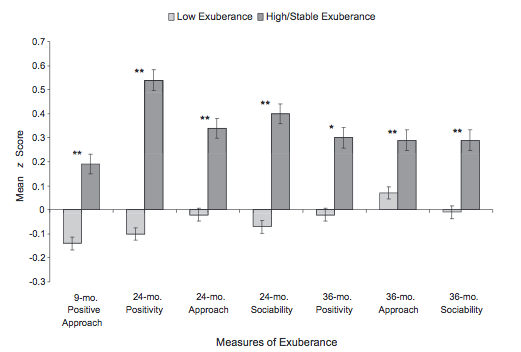 Low Exuberance High/Stable Exuberance
0.7
0.6
0.5
0.4
0.3
0.2
0.1
0
-0.1
-0.2
-0.3
Mean z Score
** ** ** ** * ** **
9-mo. 24-mo. 24-mo. 24-mo. 36-mo. 36-mo. 36-mo.
Positive Positivity Approach Sociability Positivity Approach Sociability
Approach
Measures of Exuberance